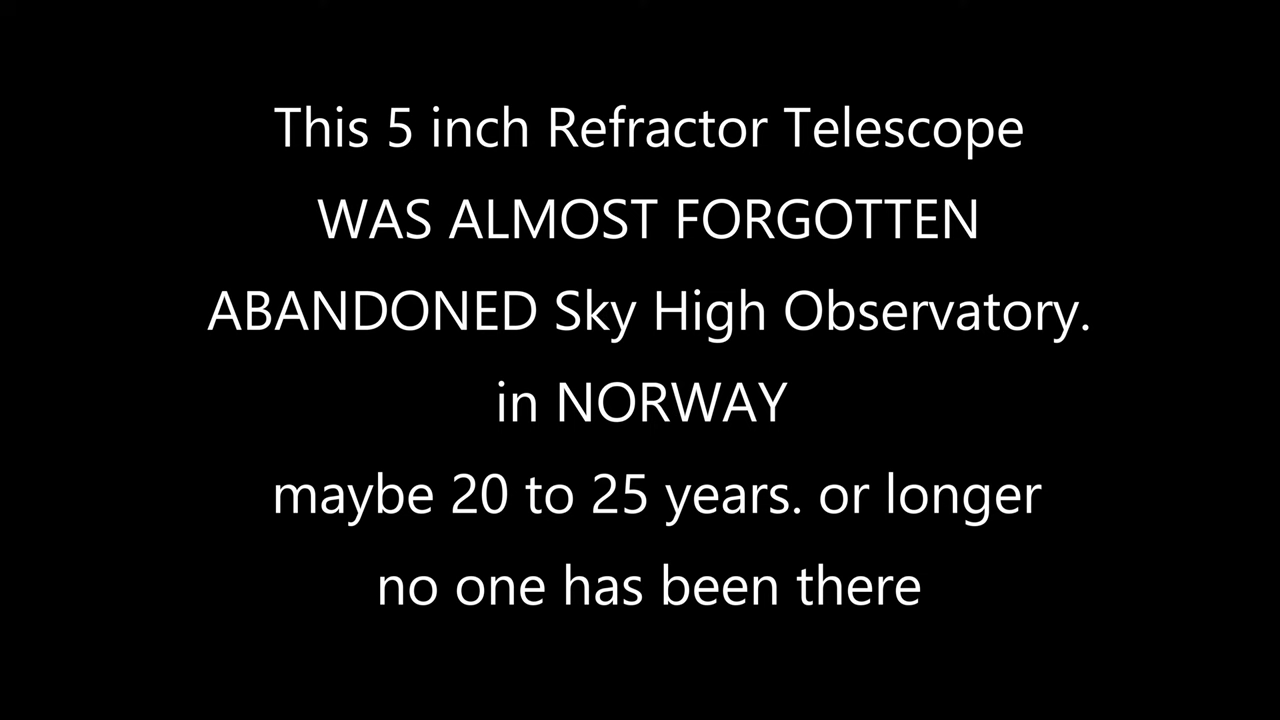 This 5 inch Refractor Telescope
WAS ALMOST FORGOTTEN
ABANDONED Sky High Observatory.
in NORWAY
maybe 20 to 25 years. or longer
no one has been there